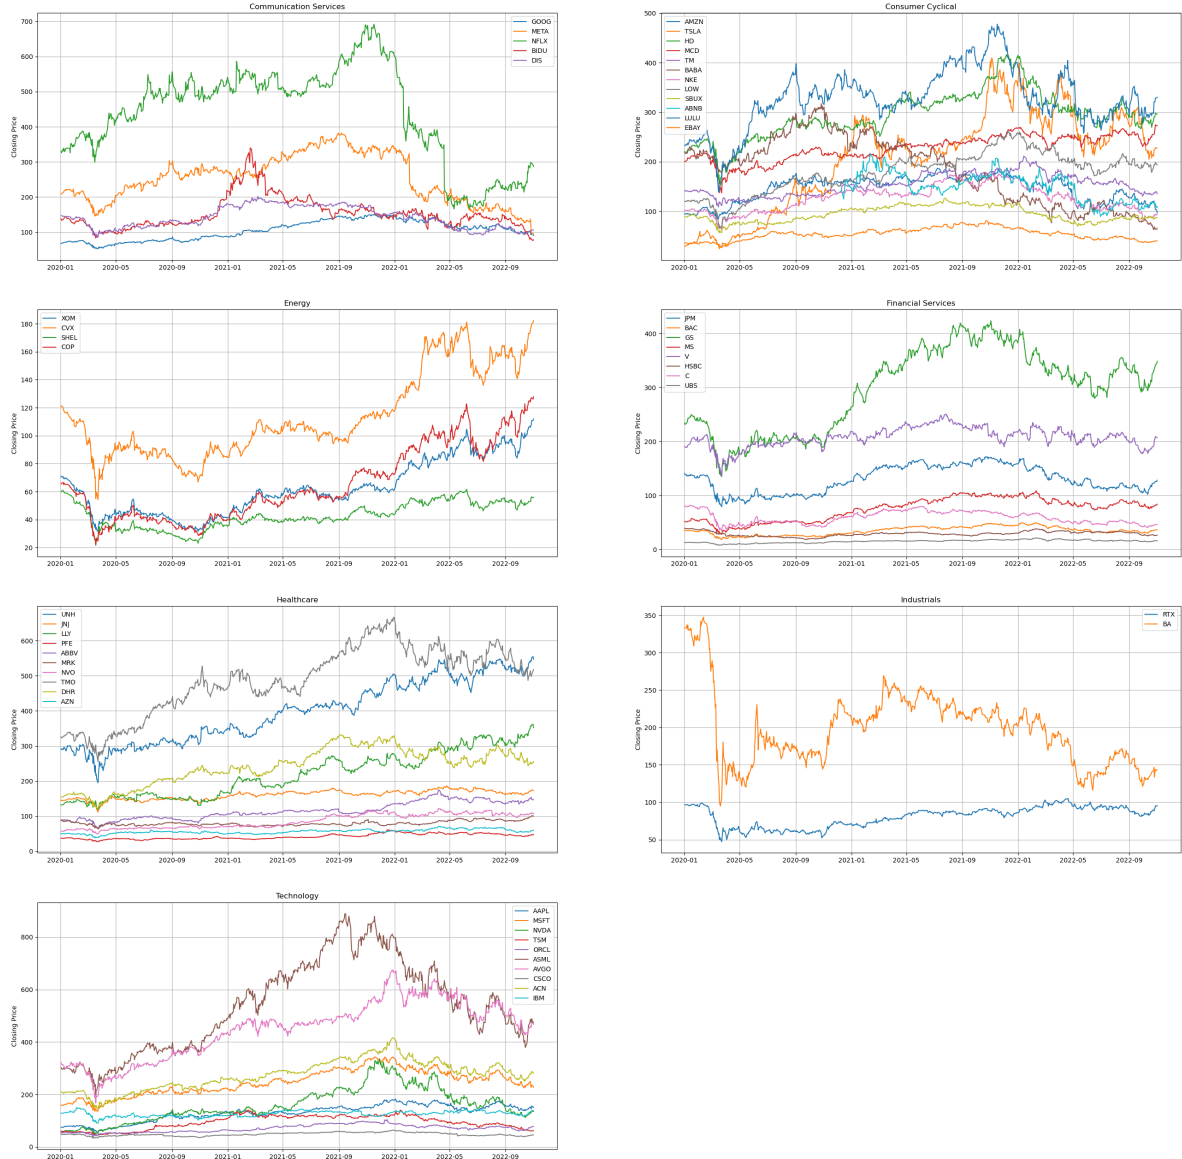 Communication Services
Closing Price
700
600
500
400
300
200
100
2020-01 2020-05 2020-09 2021-01 2021-05 2021-09 2022-01 2022-05 2022-09
GOOG
META
NFLX
BIDU
DIS
Consumer Cyclical
Closing Price
500
400
300
200
100
2020-01 2020-05 2020-09 2021-01 2021-05 2021-09 2022-01 2022-05 2022-09
AMZN
TSLA
HD
MCD
TM
BABA
NKE
LOW
SBUX
ABNB
LULU
EBAY
Energy
Closing Price
180
160
140
120
100
80
60
40
20
2020-01 2020-05 2020-09 2021-01 2021-05 2021-09 2022-01 2022-05 2022-09
XOM
CVX
SHEL
COP
Financial Services
Closing Price
400
300
200
100
0
2020-01 2020-05 2020-09 2021-01 2021-05 2021-09 2022-01 2022-05 2022-09
JPM
BAC
GS
MS
V
HSBC
C
UBS
Healthcare
Closing Price
600
500
400
300
200
100
0
2020-01 2020-05 2020-09 2021-01 2021-05 2021-09 2022-01 2022-05 2022-09
UNH
JNJ
LLY
PFE
ABBV
MRK
NVO
TMO
DHR
AZN
Industrials
Closing Price
350
300
250
200
150
100
50
2020-01 2020-05 2020-09 2021-01 2021-05 2021-09 2022-01 2022-05 2022-09
RTX
BA
Technology
Closing Price
800
600
400
200
0
2020-01 2020-05 2020-09 2021-01 2021-05 2021-09 2022-01 2022-05 2022-09
AAPL
MSFT
NVDA
TSM
ORCL
ASML
AVGO
CSCO
ACN
IBM